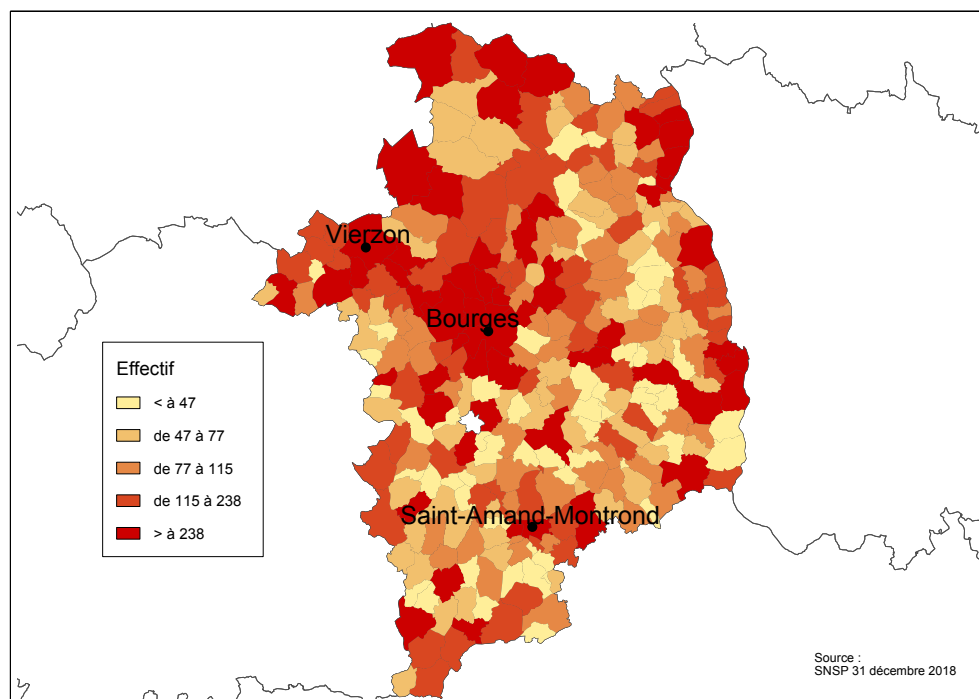 Vierzon
Bourges
Effectif
< à 47
de 47 à 77
de 77 à 115
de 115 à 238
> à 238
Saint-Amand-Montrond
Source :
SNSP 31 décembre 2018